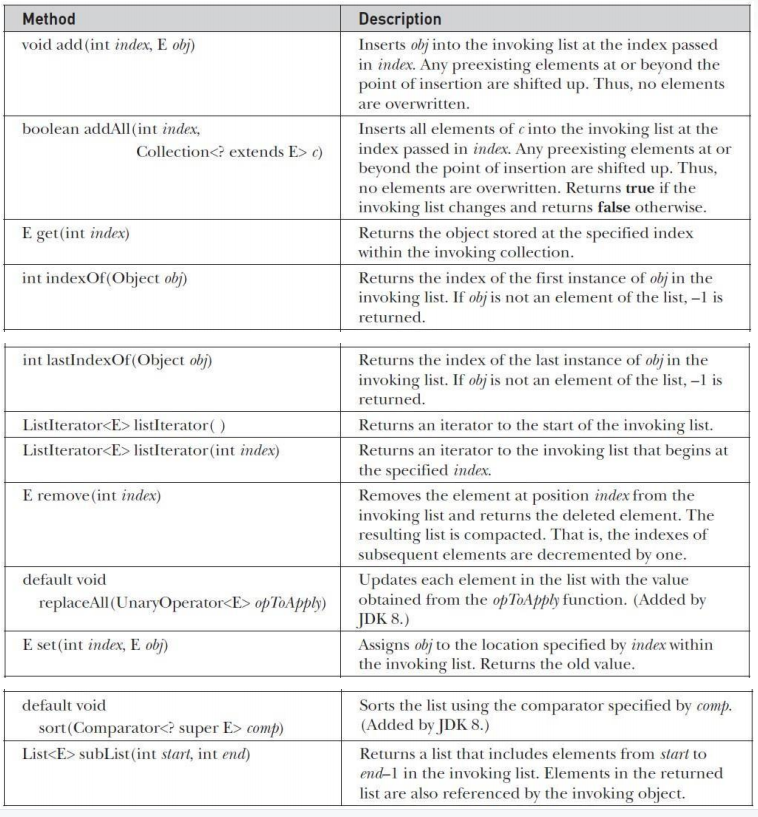 Method Description
void add(int index, E obj) Inserts obj into the invoking list at the index passed
in index. Any preexisting elements at or beyond the
point of insertion are shifted up. Thus, no elements
are overwritten.
boolean addAll(int index, Inserts all elements of c into the invoking list at the
Collection<? extends E> c) index passed in index. Any preexisting elements at or
beyond the point of insertion are shifted up. Thus,
no elements are overwritten. Returns true if the
invoking list changes and returns false otherwise.
E get(int index) Returns the object stored at the specified index
within the invoking collection.
int indexOf(Object obj) Returns the index of the first instance of obj in the
invoking list. If obj is not an element of the list, –1 is
returned.
int lastIndexOf(Object obj) Returns the index of the last instance of obj in the
invoking list. If obj is not an element of the list, –1 is
returned.
ListIterator<E> listIterator( ) Returns an iterator to the start of the invoking list.
ListIterator<E> listIterator(int index) Returns an iterator to the invoking list that begins at
the specified index.
E remove(int index) Removes the element at position index from the
invoking list and returns the deleted element. The
resulting list is compacted. That is, the indexes of
subsequent elements are decremented by one.
default void Updates each element in the list with the value
replaceAll(UnaryOperator<E> opToApply) obtained from the opToApply function. (Added by
JDK 8.)
E set(int index, E obj) Assigns obj to the location specified by index within
the invoking list. Returns the old value.
default void Sorts the list using the comparator specified by comp.
sort(Comparator<? super E> comp) (Added by JDK 8.)
List<E> subList(int start, int end) Returns a list that includes elements from start to
end–1 in the invoking list. Elements in the returned
list are also referenced by the invoking object.